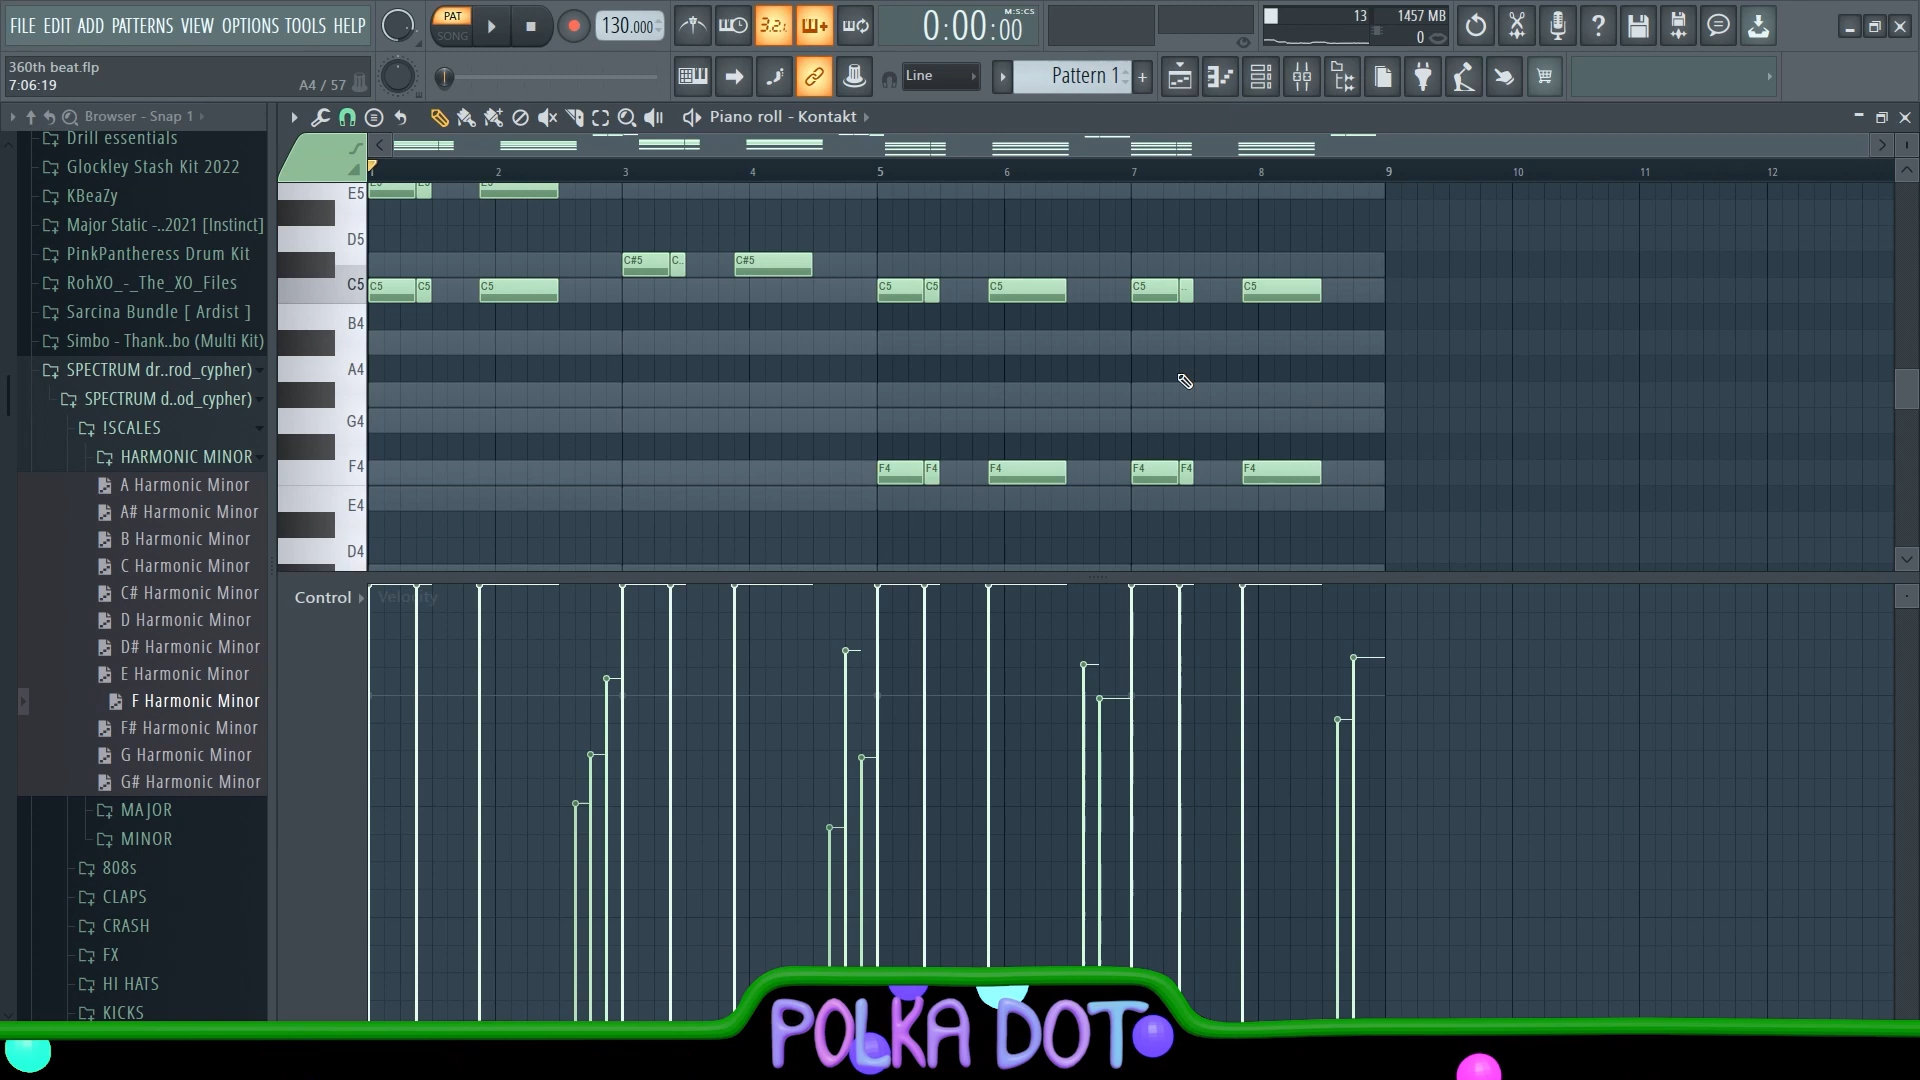 FILE EDIT ADD PATTERNS VIEW OPTIONS TOOLS HELP
PAT
SONG
130.000
3.2.
0:00:00
M:S:CS
13
1457 MB
0
360th beat.flp
7:06:19
A4 / 57
Line
Pattern 1
Browser - Snap 1
Piano roll - Kontakt
Drill essentials
Glockley Stash Kit 2022
KBeaZy
Major Static -..2021 [Instinct]
PinkPantheress Drum Kit
RohXO_-_The_XO_Files
Sarcina Bundle [ Ardist ]
Simbo - Thank..bo (Multi Kit)
SPECTRUM dr..rod_cypher)
SPECTRUM d..od_cypher)
!SCALES
HARMONIC MINOR
A Harmonic Minor
A# Harmonic Minor
B Harmonic Minor
C Harmonic Minor
C# Harmonic Minor
D Harmonic Minor
D# Harmonic Minor
E Harmonic Minor
F Harmonic Minor
F# Harmonic Minor
G Harmonic Minor
G# Harmonic Minor
MAJOR
MINOR
808s
CLAPS
CRASH
FX
HI HATS
KICKS
2 3 4 5 6 7 8 9 10 11 12
E5
D5
C#5 C.. C#5
C5 C5 C5 C5 C5 C5 C5 C5 .. C5
B4
A4
G4
F4 F4 F4 F4 F4 F4 F4
E4
D4
Control
Velocity
POLKA DOT